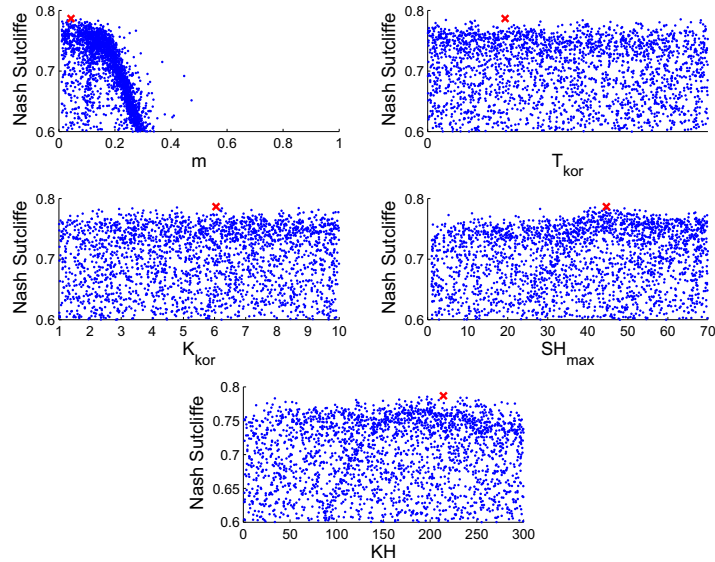 0.8
0.7
0.6
Nash Sutcliffe
0 0.2 0.4 0.6 0.8 1
m
0.8
0.7
0.6
Nash Sutcliffe
0
T_kor
0.8
0.7
0.6
Nash Sutcliffe
1 2 3 4 5 6 7 8 9 10
K_kor
0.8
0.7
0.6
Nash Sutcliffe
0 10 20 30 40 50 60 70
SH_max
0.8
0.75
0.7
0.65
0.6
Nash Sutcliffe
0 50 100 150 200 250 300
KH